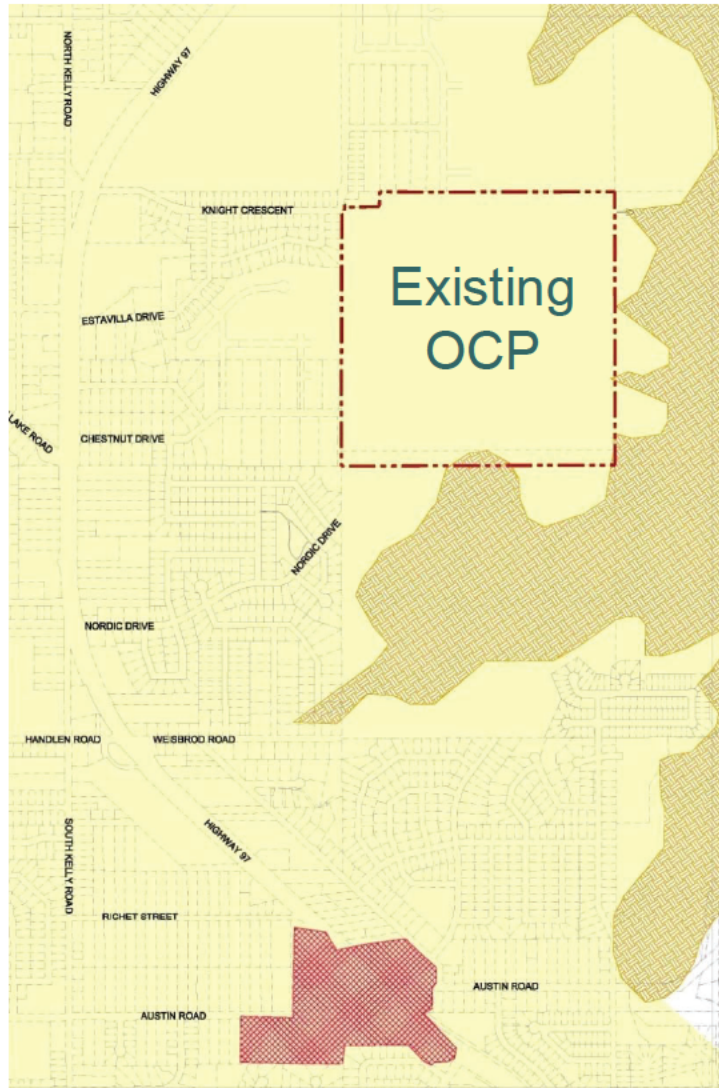 NORTH KELLY ROAD
HIGHWAY 97
KNIGHT CRESCENT
Existing
OCP
ESTAVILLA DRIVE
LAKE ROAD
CHESTNUT DRIVE
NORDIC DRIVE
NORDIC DRIVE
HANDLEN ROAD
WEISBROD ROAD
HIGHWAY 97
SOUTH KELLY ROAD
RICHET STREET
AUSTIN ROAD
AUSTIN ROAD